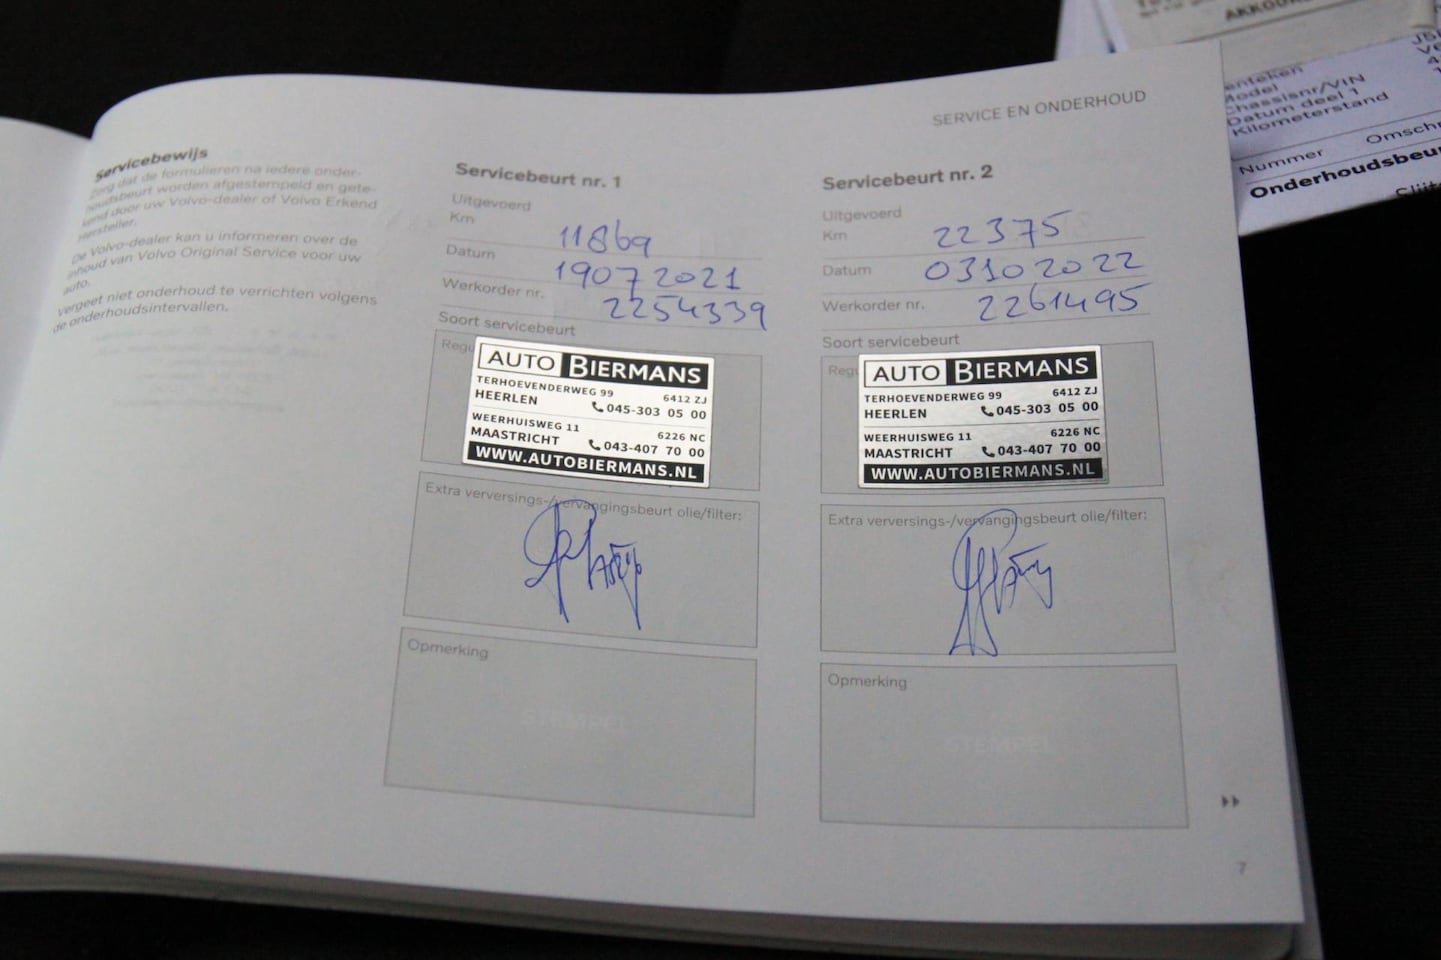 SERVICE EN ONDERHOUD
Servicebewijs
Zorg dat de formulieren na iedere onder-
houdsbeurt worden afgestempeld en gete-
kend door uw Volvo-dealer of Volvo Erkend
Hersteller.
De Volvo-dealer kan u informeren over de
inhoud van Volvo Original Service voor uw
auto.
vergeet niet onderhoud te verrichten volgens
de onderhoudsintervallen.
Servicebeurt nr. 1
Uitgevoerd
Km 11869
Datum 19072021
Werkorder nr. 2254339
Soort servicebeurt
AUTO BIERMANS
TERHOEVENDERWEG 99 6412 ZJ
HEERLEN 045-303 05 00
WEERHUISWEG 11 6226 NC
MAASTRICHT 043-407 70 00
WWW.AUTOBIERMANS.NL
Extra verversings-/vervangingsbeurt olie/filter:
Opmerking
STEMPEL
Servicebeurt nr. 2
Uitgevoerd
Km 22375
Datum 03102022
Werkorder nr. 2261495
Soort servicebeurt
AUTO BIERMANS
TERHOEVENDERWEG 99 6412 ZJ
HEERLEN 045-303 05 00
WEERHUISWEG 11 6226 NC
MAASTRICHT 043-407 70 00
WWW.AUTOBIERMANS.NL
Extra verversings-/vervangingsbeurt olie/filter:
Opmerking
STEMPEL
7
Chassisnr/VIN
Datum deel 1
Kilometerstand
Nummer Omschr
Onderhoudsbeu